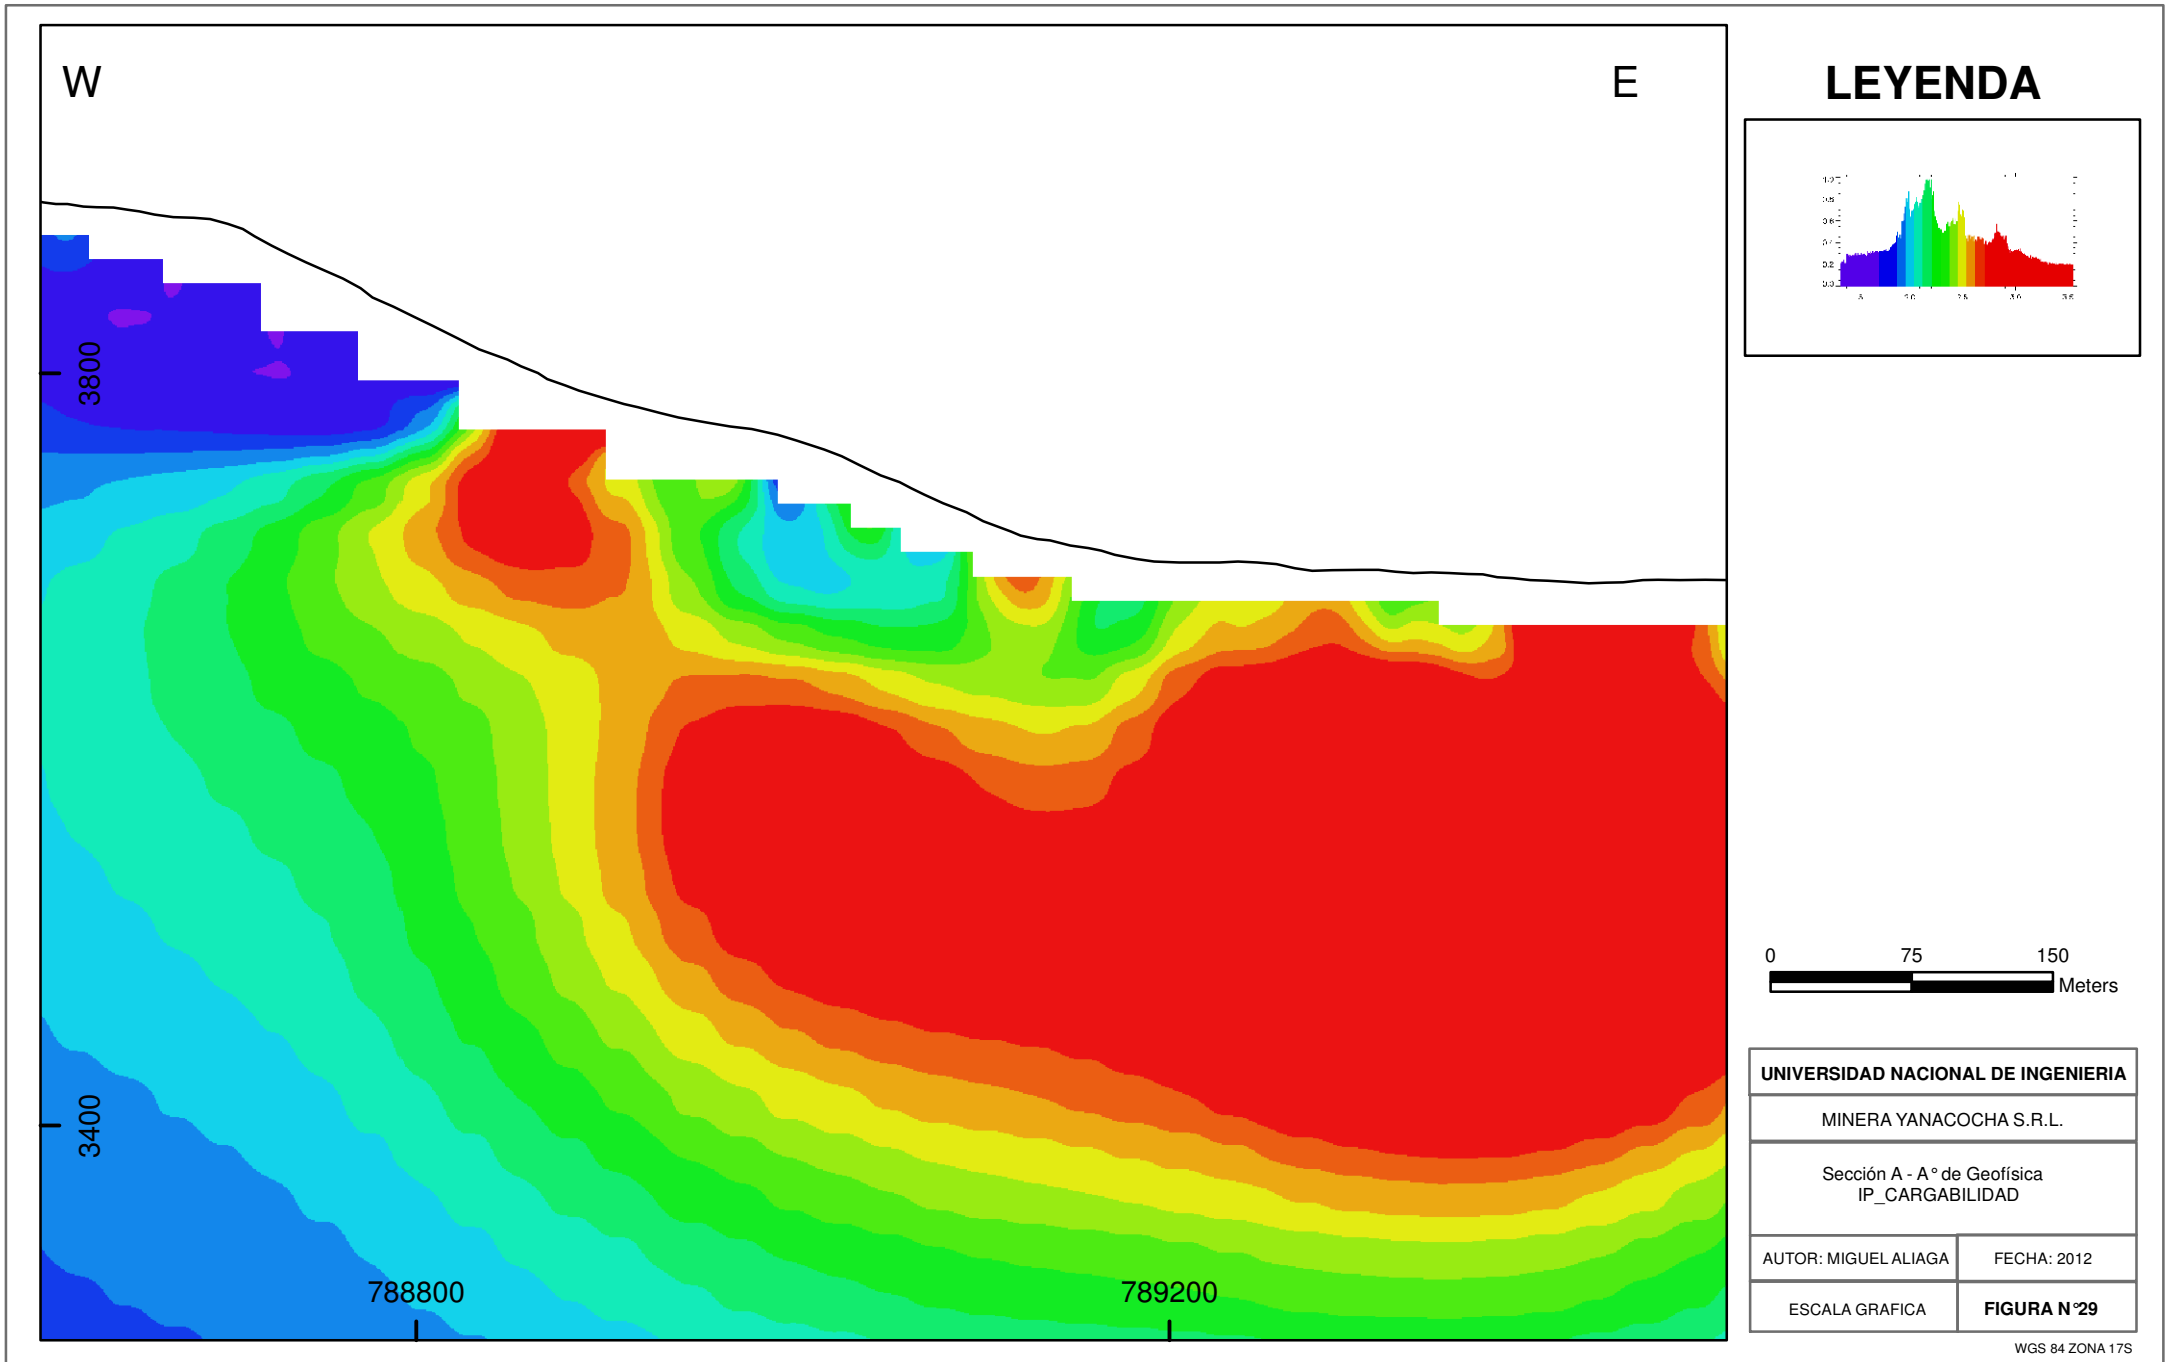 W
E
LEYENDA
3800
3400
788800
789200
0 75 150
Meters
UNIVERSIDAD NACIONAL DE INGENIERIA
MINERA YANACOCHA S.R.L.
Sección A - A° de Geofísica
IP_CARGABILIDAD
AUTOR: MIGUEL ALIAGA
FECHA: 2012
ESCALA GRAFICA
FIGURA N°29
WGS 84 ZONA 17S